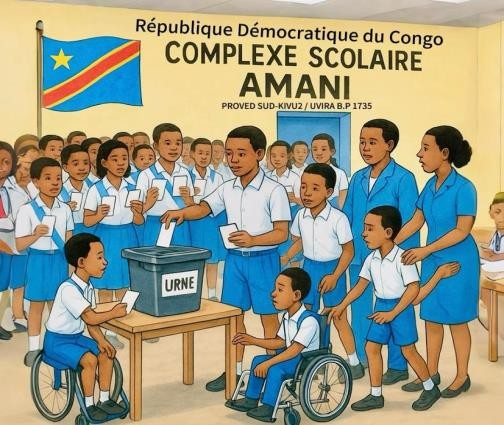 République Démocratique du Congo
COMPLEXE SCOLAIRE
AMANI
PROVED SUD-KIVU2 / UVIRA B.P 1735
URNE